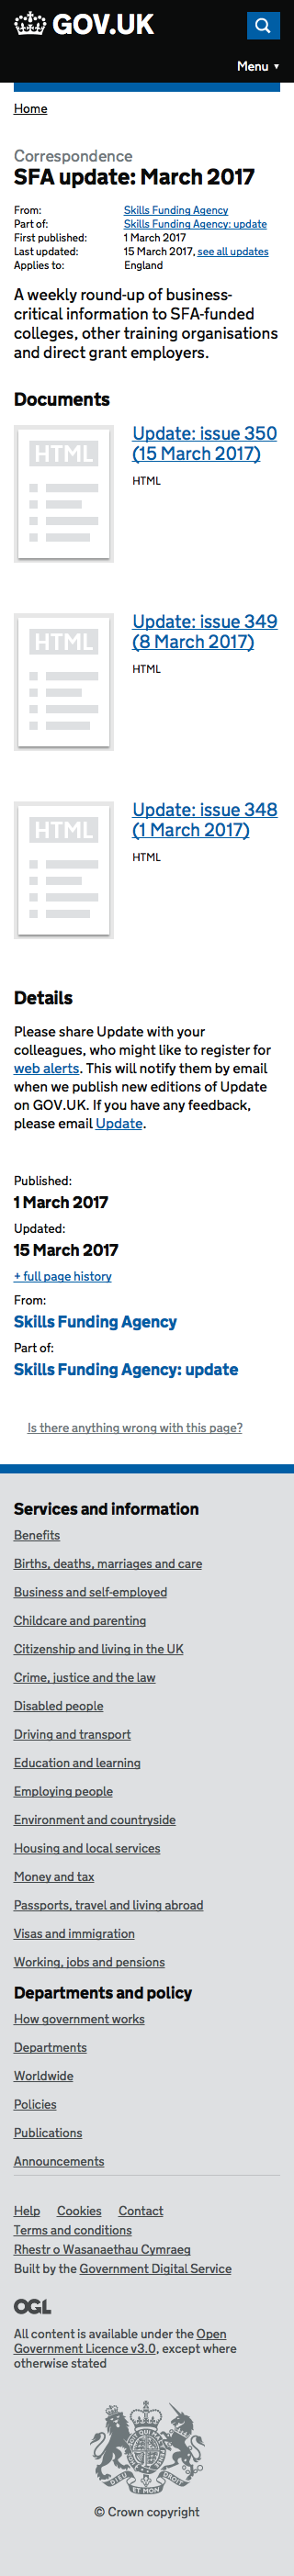 GOV.UK
Menu ▼
Home
Correspondence
SFA update: March 2017
From: Skills Funding Agency
Part of: Skills Funding Agency: update
First published: 1 March 2017
Last updated: 15 March 2017, see all updates
Applies to: England
A weekly round-up of business-
critical information to SFA-funded
colleges, other training organisations
and direct grant employers.
Documents
HTML
Update: issue 350
(15 March 2017)
HTML
HTML
Update: issue 349
(8 March 2017)
HTML
HTML
Update: issue 348
(1 March 2017)
HTML
Details
Please share Update with your
colleagues, who might like to register for
web alerts. This will notify them by email
when we publish new editions of Update
on GOV.UK. If you have any feedback,
please email Update.
Published:
1 March 2017
Updated:
15 March 2017
+ full page history
From:
Skills Funding Agency
Part of:
Skills Funding Agency: update
Is there anything wrong with this page?
Services and information
Benefits
Births, deaths, marriages and care
Business and self-employed
Childcare and parenting
Citizenship and living in the UK
Crime, justice and the law
Disabled people
Driving and transport
Education and learning
Employing people
Environment and countryside
Housing and local services
Money and tax
Passports, travel and living abroad
Visas and immigration
Working, jobs and pensions
Departments and policy
How government works
Departments
Worldwide
Policies
Publications
Announcements
Help Cookies Contact
Terms and conditions
Rhestr o Wasanaethau Cymraeg
Built by the Government Digital Service
OGL
All content is available under the Open
Government Licence v3.0, except where
otherwise stated
DIEU ET MON
© Crown copyright